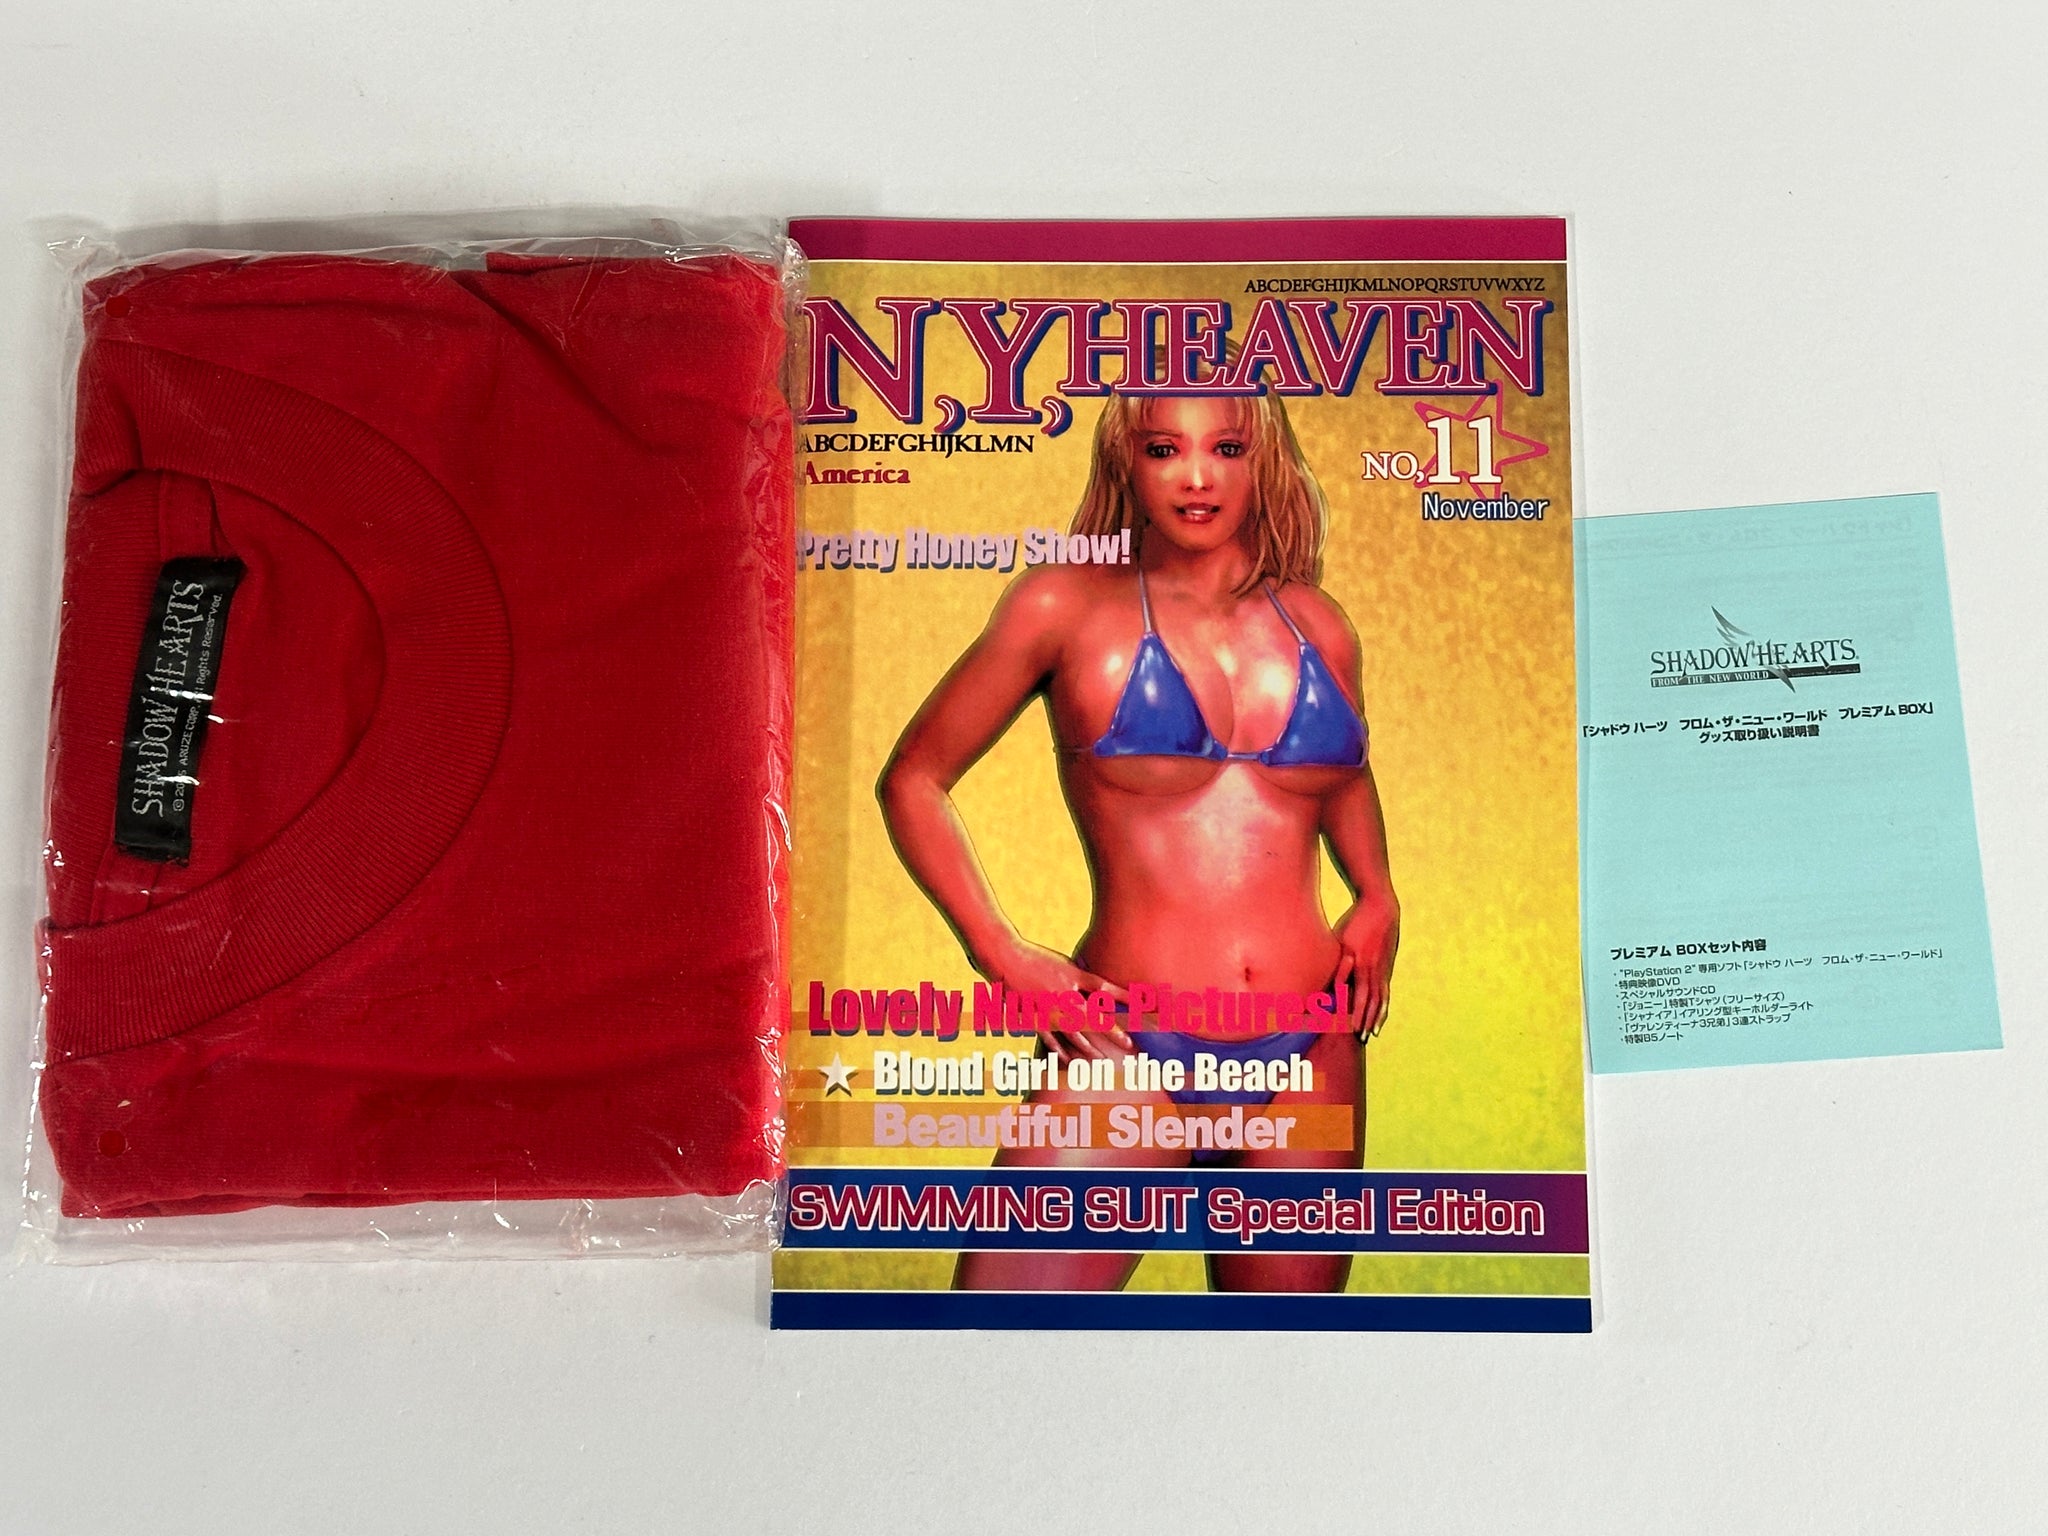 SHADOW HEARTS
ARUZE CORP. All Rights Reserved.
ABCDEFGHIJKMLNOPQRSTUVWXYZ
N,Y,HEAVEN
ABCDEFGHIJKLMN
America
NO,11
November
Pretty Honey Show!
Lovely Nurse Pictures!
★ Blond Girl on the Beach
Beautiful Slender
SWIMMING SUIT Special Edition
SHADOW HEARTS
FROM THE NEW WORLD
「シャドウ ハーツ フロム・ザ・ニュー・ワールド プレミアム BOX」
グッズ取り扱い説明書
プレミアム BOXセット内容
・"PlayStation 2" 専用ソフト「シャドウ ハーツ フロム・ザ・ニュー・ワールド」
・特典映像DVD
・スペシャルサウンドCD
・「ジョニー」特製Tシャツ(フリーサイズ)
・「シャナイア」イアリング型キーホルダーライト
・「ヴァレンティーナ3兄弟」3連ストラップ
・特製B5ノート